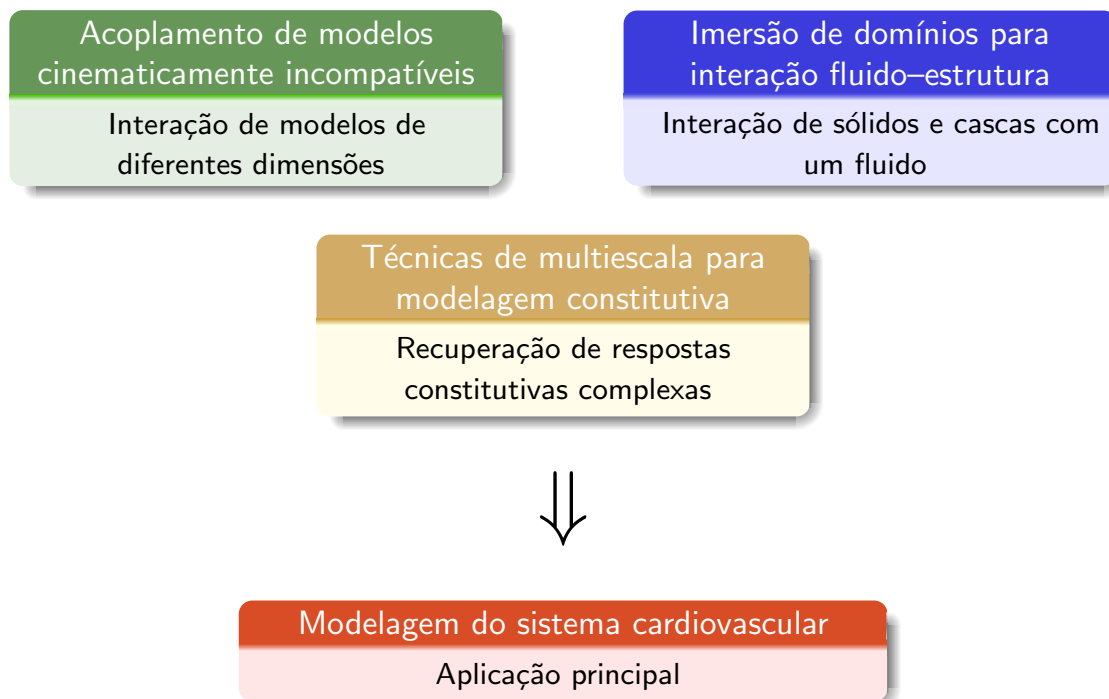 Acoplamento de modelos
cinematicamente incompatíveis
Interação de modelos de
diferentes dimensões
Imersão de domínios para
interação fluido–estrutura
Interação de sólidos e cascas com
um fluido
Técnicas de multiescala para
modelagem constitutiva
Recuperação de respostas
constitutivas complexas
⇓
Modelagem do sistema cardiovascular
Aplicação principal